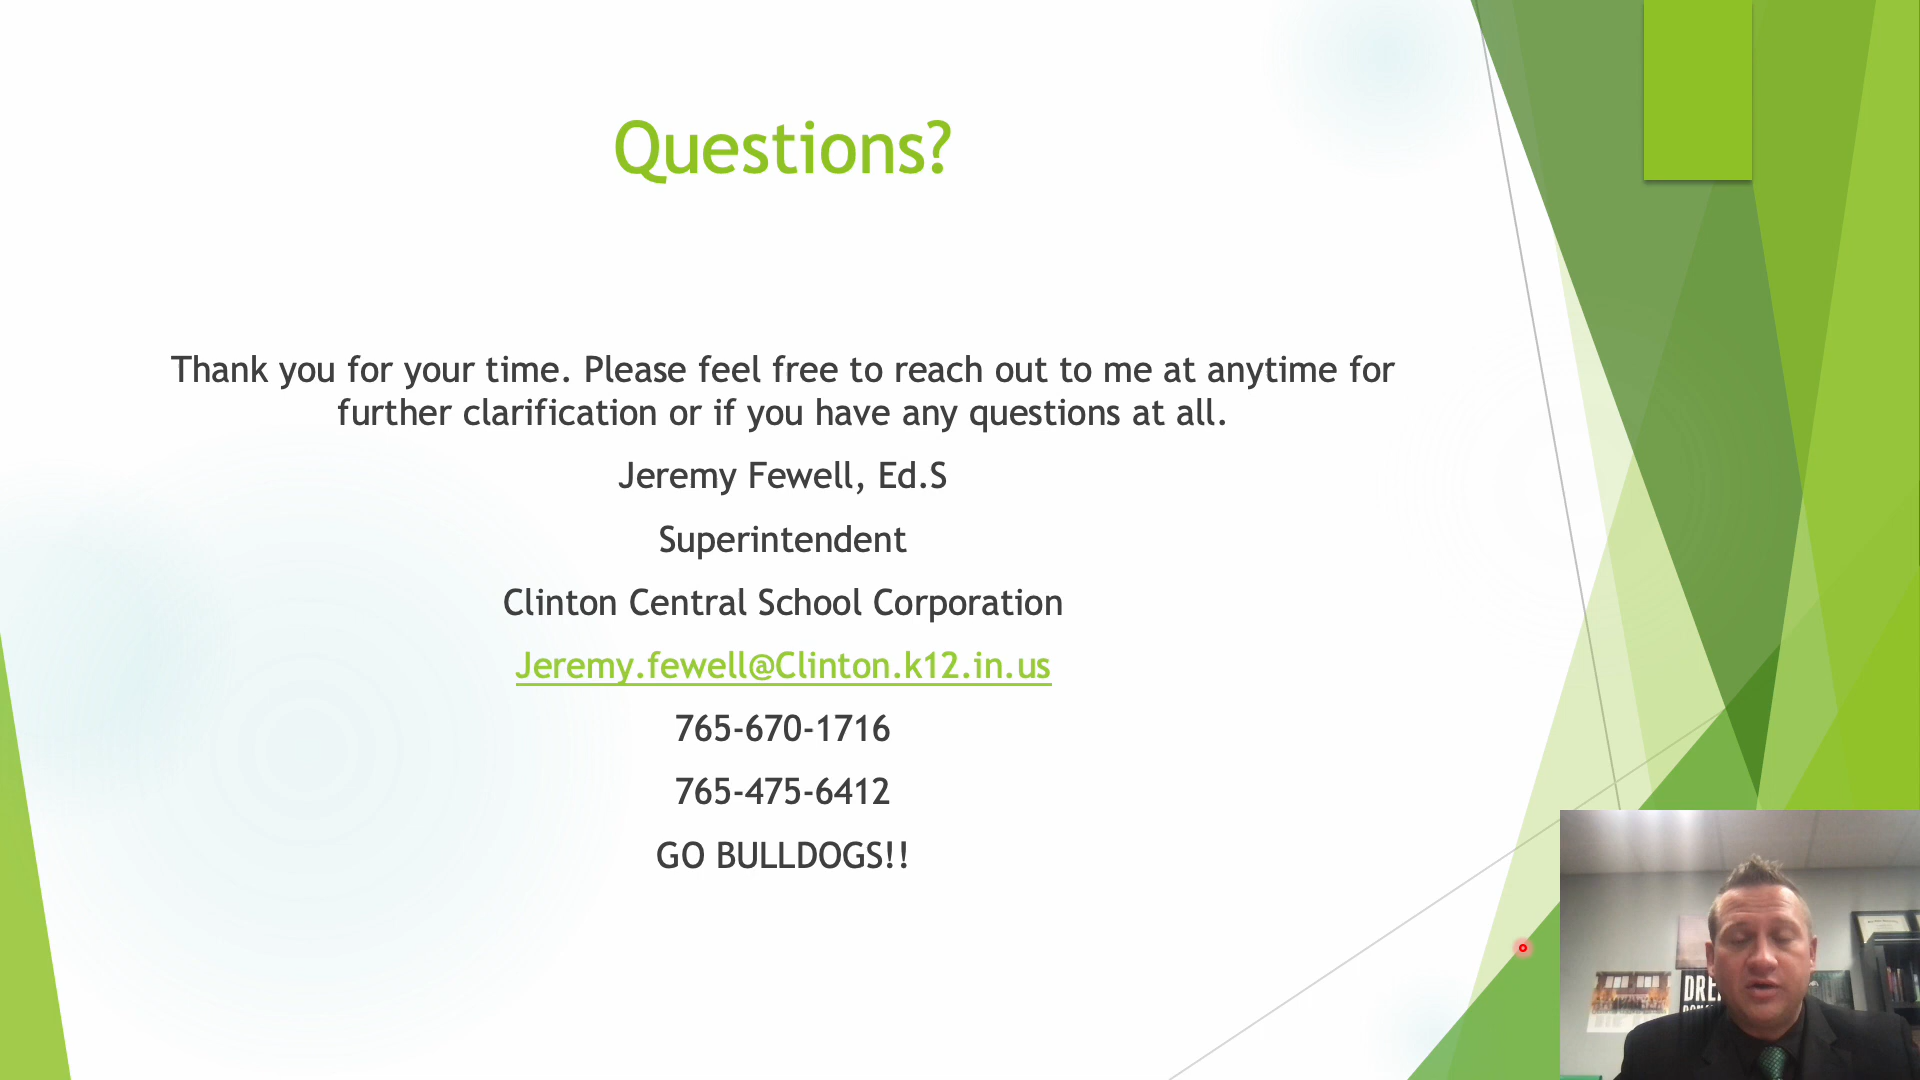 Questions?
Thank you for your time. Please feel free to reach out to me at anytime for
further clarification or if you have any questions at all.
Jeremy Fewell, Ed.S
Superintendent
Clinton Central School Corporation
Jeremy.fewell@Clinton.k12.in.us
765-670-1716
765-475-6412
GO BULLDOGS!!